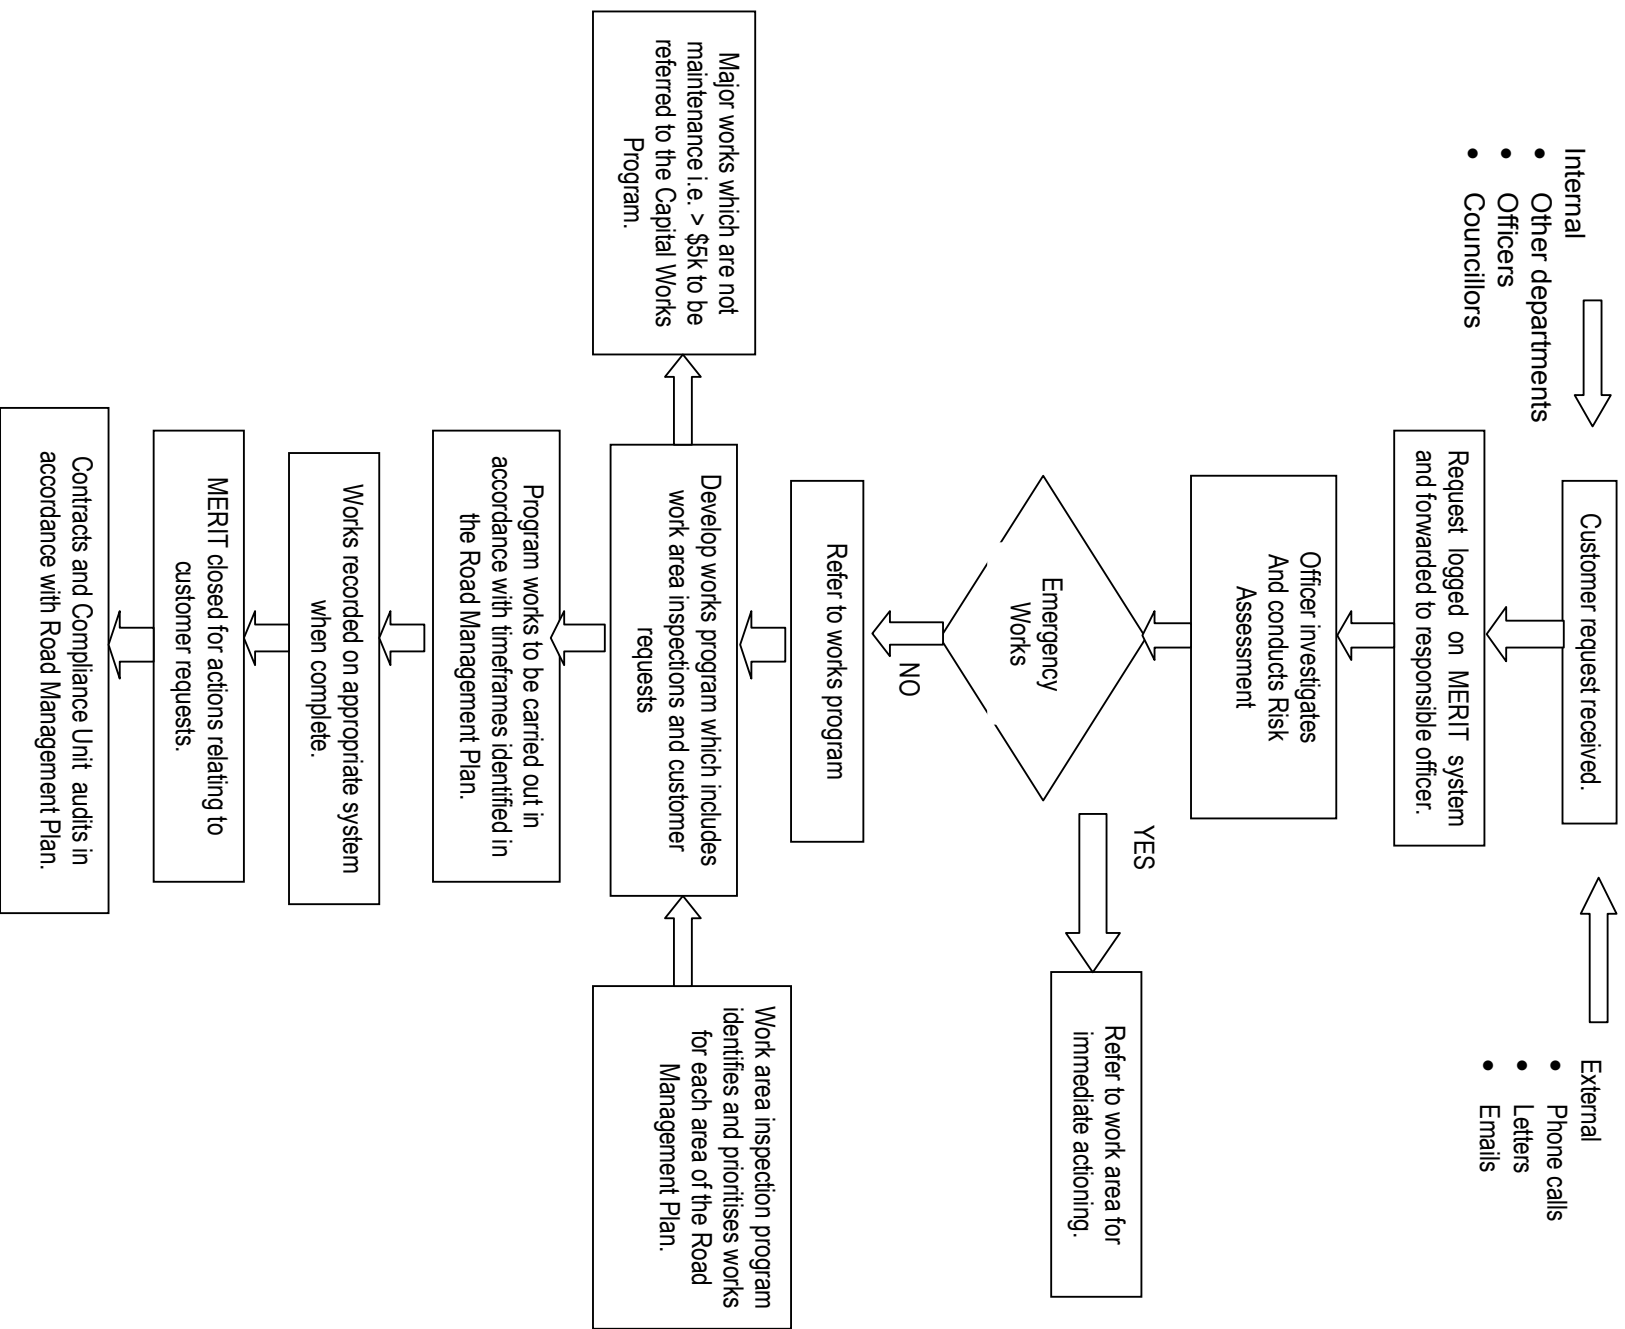 Internal
• Other departments
• Officers
• Councillors
Customer request received.
External
• Phone calls
• Letters
• Emails
Request logged on MERIT system
and forwarded to responsible officer.
Officer investigates
And conducts Risk
Assessment
Emergency
Works
YES
Refer to work area for
immediate actioning.
NO
Refer to works program
Major works which are not
maintenance i.e. > $5k to be
referred to the Capital Works
Program.
Develop works program which includes
work area inspections and customer
requests
Work area inspection program
identifies and prioritises works
for each area of the Road
Management Plan.
Program works to be carried out in
accordance with timeframes identified in
the Road Management Plan.
Works recorded on appropriate system
when complete.
MERIT closed for actions relating to
customer requests.
Contracts and Compliance Unit audits in
accordance with Road Management Plan.